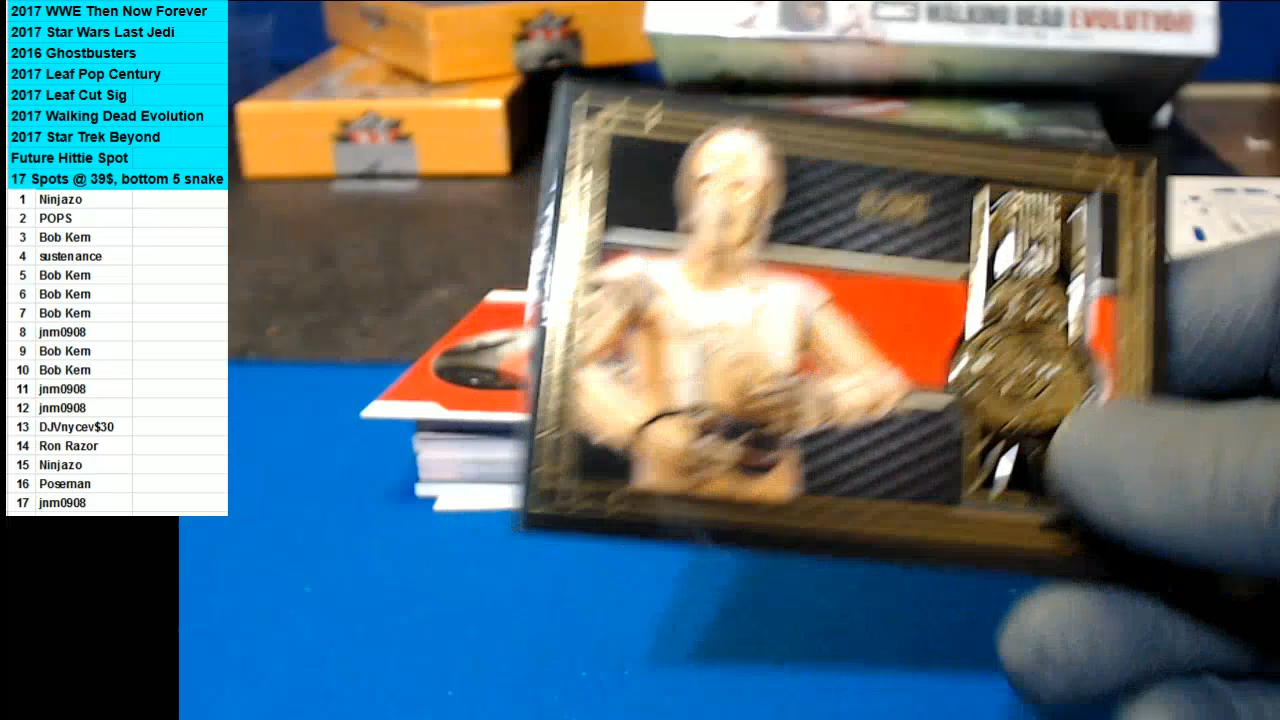 2017 WWE Then Now Forever
2017 Star Wars Last Jedi
2016 Ghostbusters
2017 Leaf Pop Century
2017 Leaf Cut Sig
2017 Walking Dead Evolution
2017 Star Trek Beyond
Future Hittie Spot
17 Spots @ 39$, bottom 5 snake
1 Ninjazo
2 POPS
3 Bob Kem
4 sustenance
5 Bob Kem
6 Bob Kem
7 Bob Kem
8 jnm0908
9 Bob Kem
10 Bob Kem
11 jnm0908
12 jnm0908
13 DJVnycev$30
14 Ron Razor
15 Ninjazo
16 Poseman
17 jnm0908
WALKING DEAD EVOLUTION